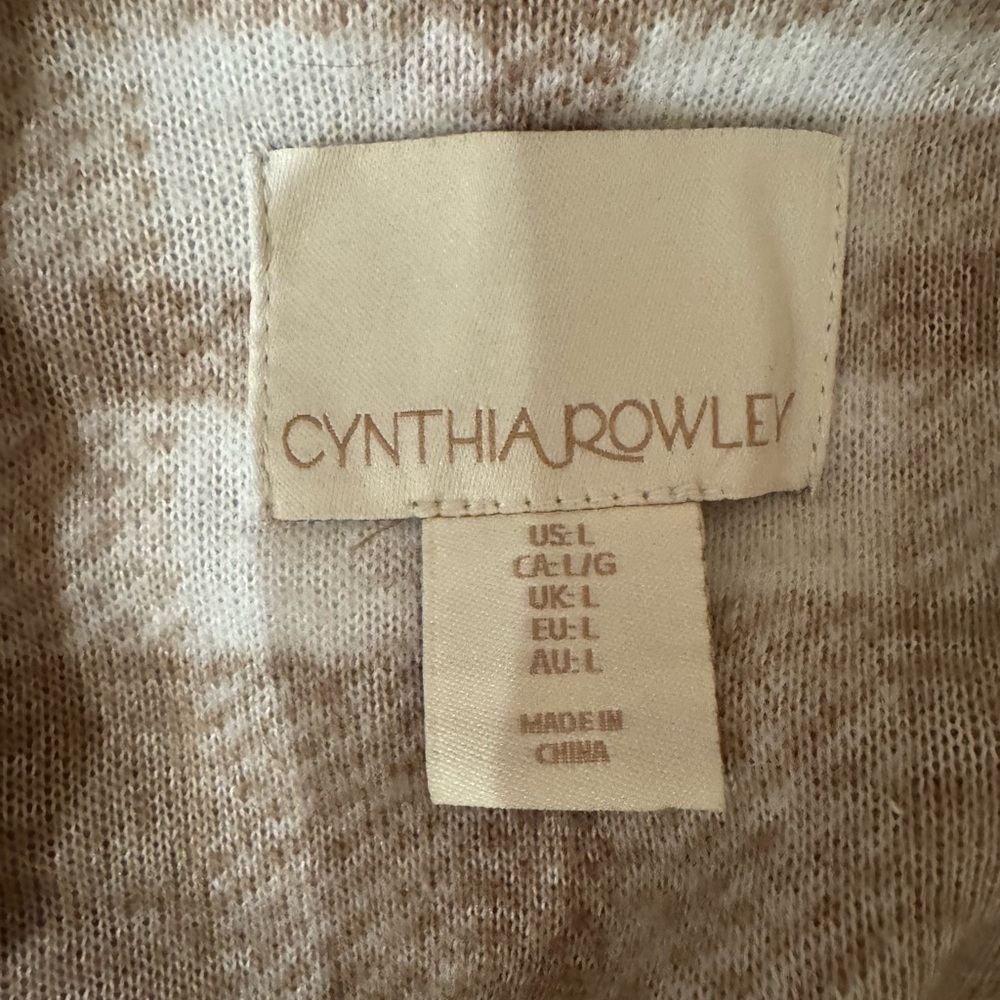 CYNTHIA ROWLEY
US: L
CA: L/G
UK: L
EU: L
AU: L
MADE IN
CHINA